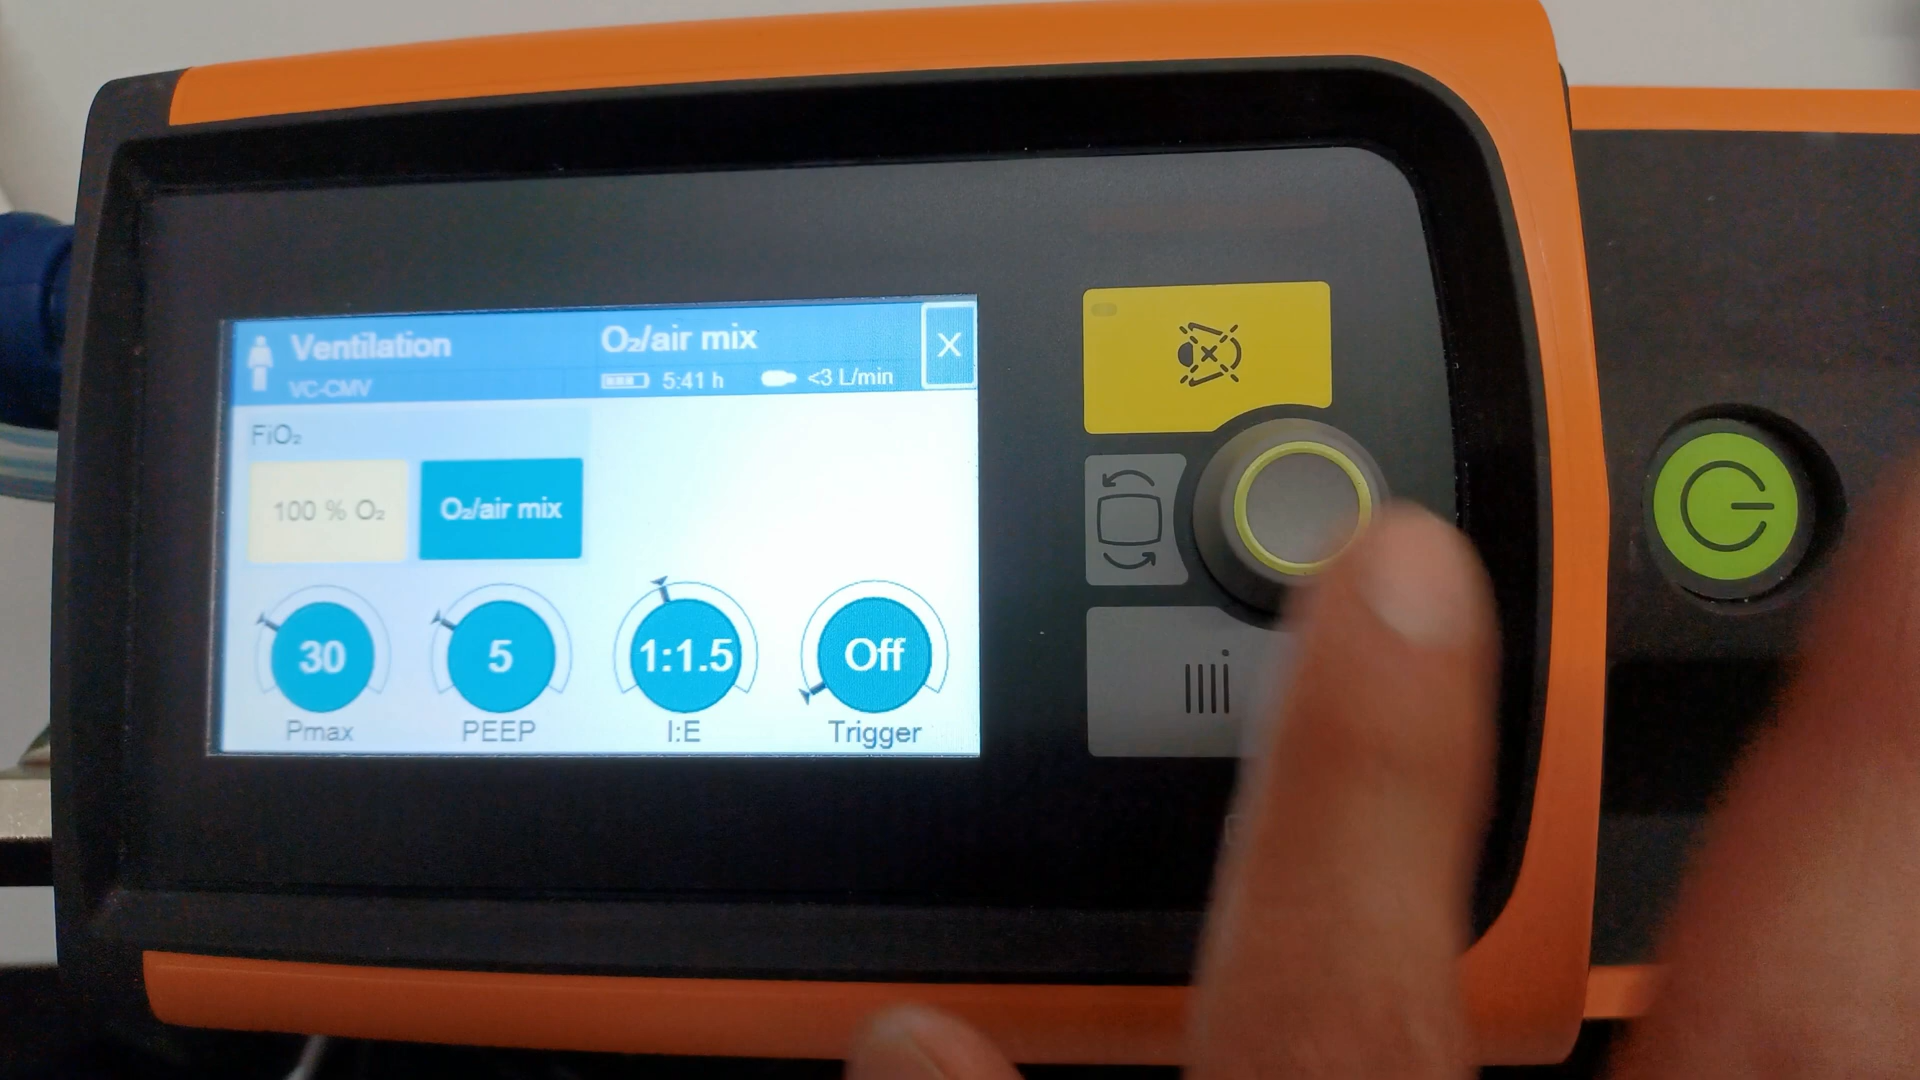 Ventilation
VC-CMV
O₂/air mix
5:41 h
<3 L/min
X
FiO₂
100 % O₂
O₂/air mix
30
5
1:1.5
Off
Pmax
PEEP
I:E
Trigger